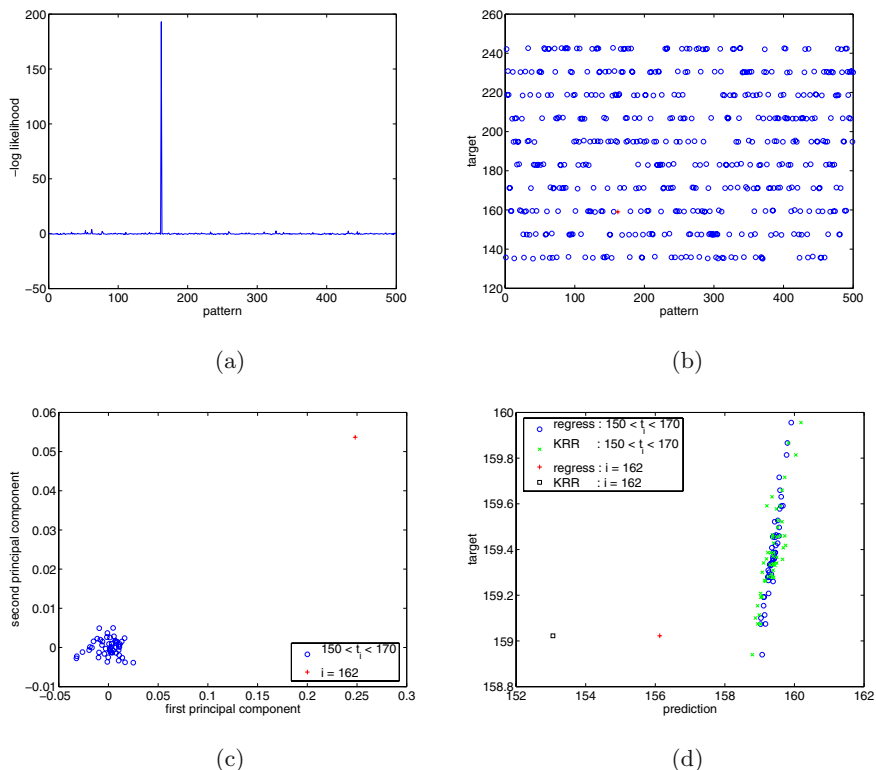 −200
150
100
50
0
−50
0 100 200 300 400 500
−log likelihood
pattern
(a)
260
240
220
200
180
160
140
120
0 100 200 300 400 500
target
pattern
(b)
0.06
0.05
0.04
0.03
0.02
0.01
0
−0.01
−0.05 0 0.05 0.1 0.15 0.2 0.25 0.3
second principal component
first principal component
150 < t_i < 170
i = 162
(c)
160
159.8
159.6
159.4
159.2
159
158.8
152 154 156 158 160 162
target
prediction
regress : 150 < t_i < 170
KRR : 150 < t_i < 170
regress : i = 162
KRR : i = 162
(d)